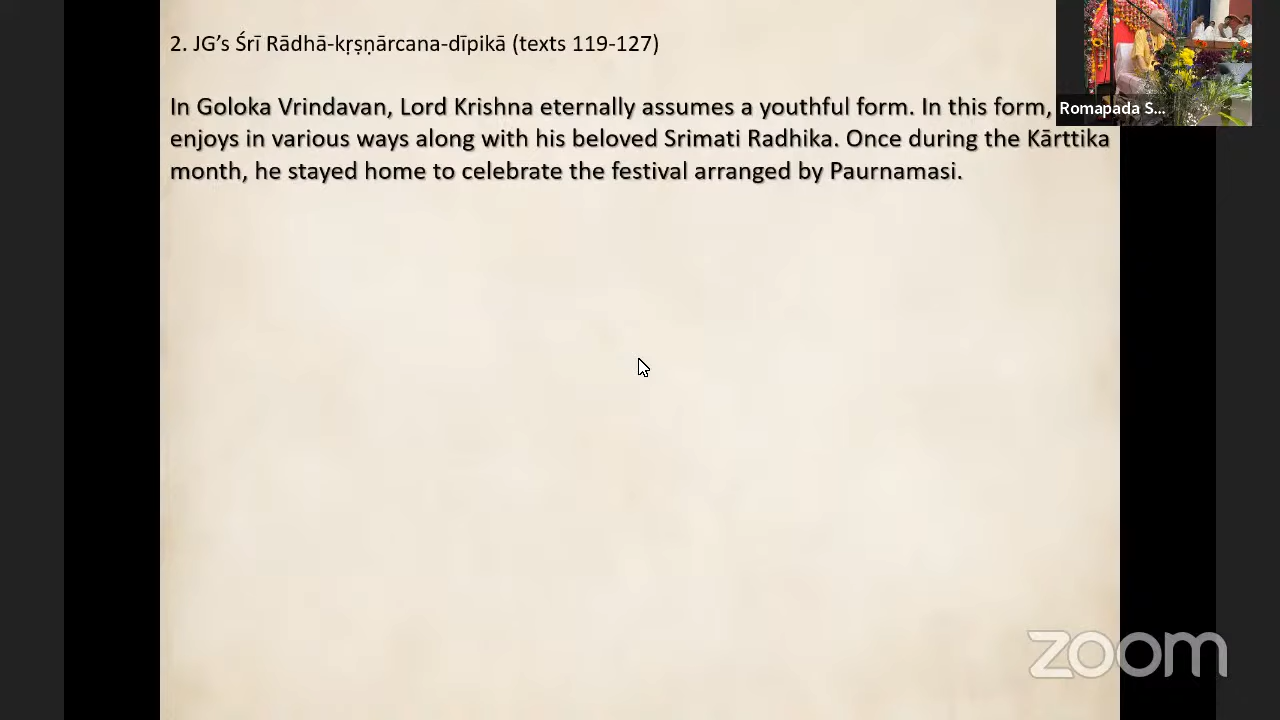 2. JG’s Śrī Rādhā-kṛṣṇārcana-dīpikā (texts 119-127)
In Goloka Vrindavan, Lord Krishna eternally assumes a youthful form. In this form,
enjoys in various ways along with his beloved Srimati Radhika. Once during the Kārttika
month, he stayed home to celebrate the festival arranged by Paurnamasi.
Romapada S...
zoom